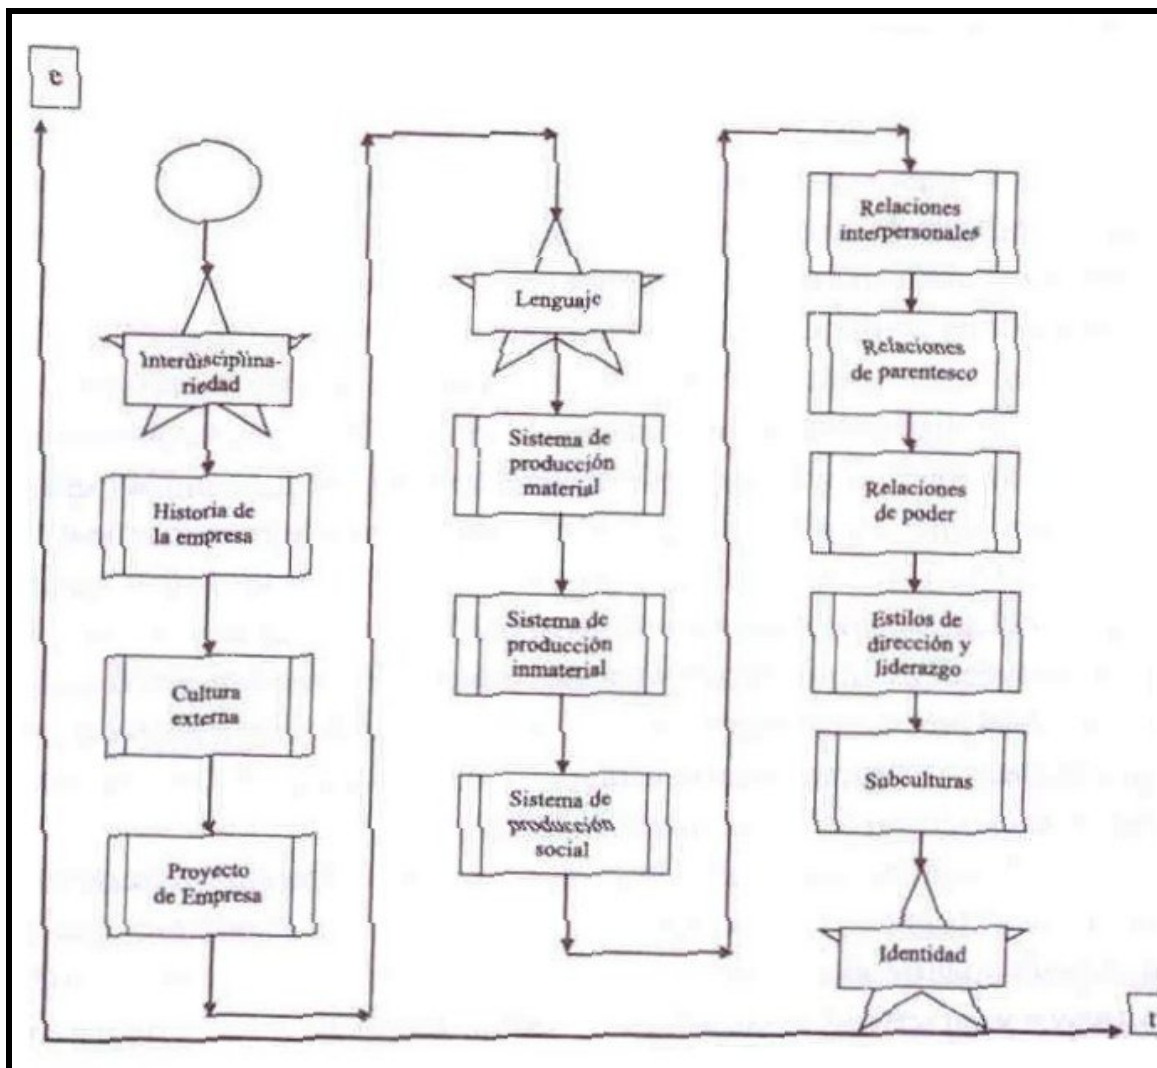 e
Interdisciplina-
riedad
Historia de
la empresa
Cultura
externa
Proyecto
de Empresa
Lenguaje
Sistema de
producción
material
Sistema de
producción
inmaterial
Sistema de
producción
social
Relaciones
interpersonales
Relaciones
de parentesco
Relaciones
de poder
Estilos de
dirección y
liderazgo
Subculturas
Identidad
t